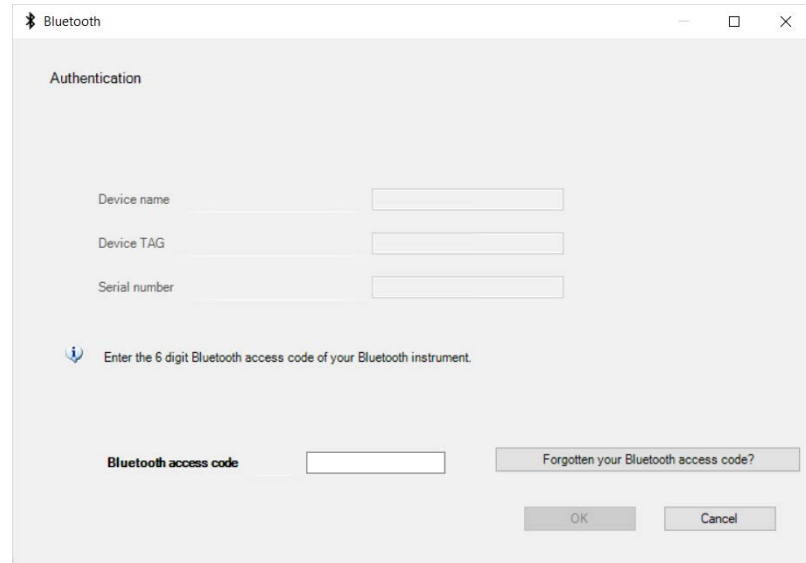 Bluetooth
Authentication
Device name
Device TAG
Serial number
Enter the 6 digit Bluetooth access code of your Bluetooth instrument.
Bluetooth access code
Forgotten your Bluetooth access code?
OK
Cancel